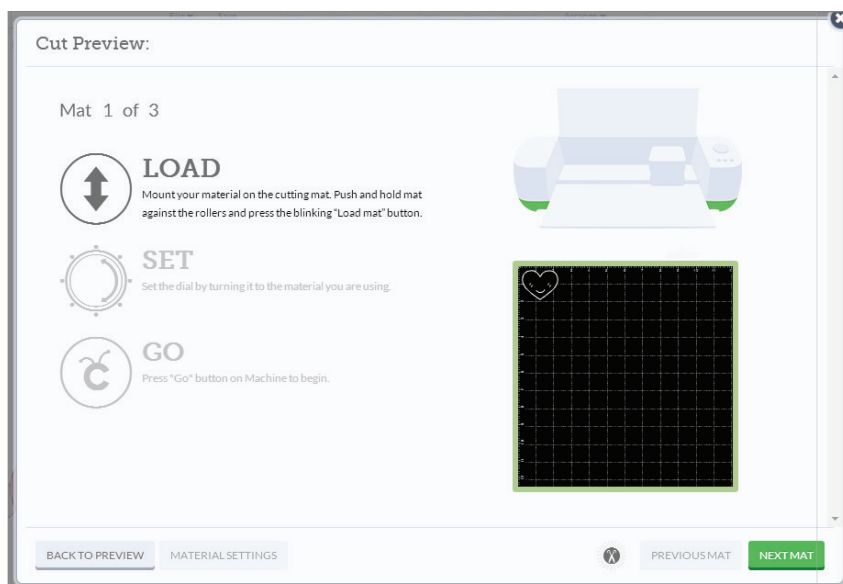 Cut Preview:
Mat 1 of 3
LOAD
Mount your material on the cutting mat. Push and hold mat
against the rollers and press the blinking "Load mat" button.
SET
Set the dial by turning it to the material you are using.
GO
Press "Go" button on Machine to begin.
BACK TO PREVIEW
MATERIAL SETTINGS
PREVIOUS MAT
NEXT MAT